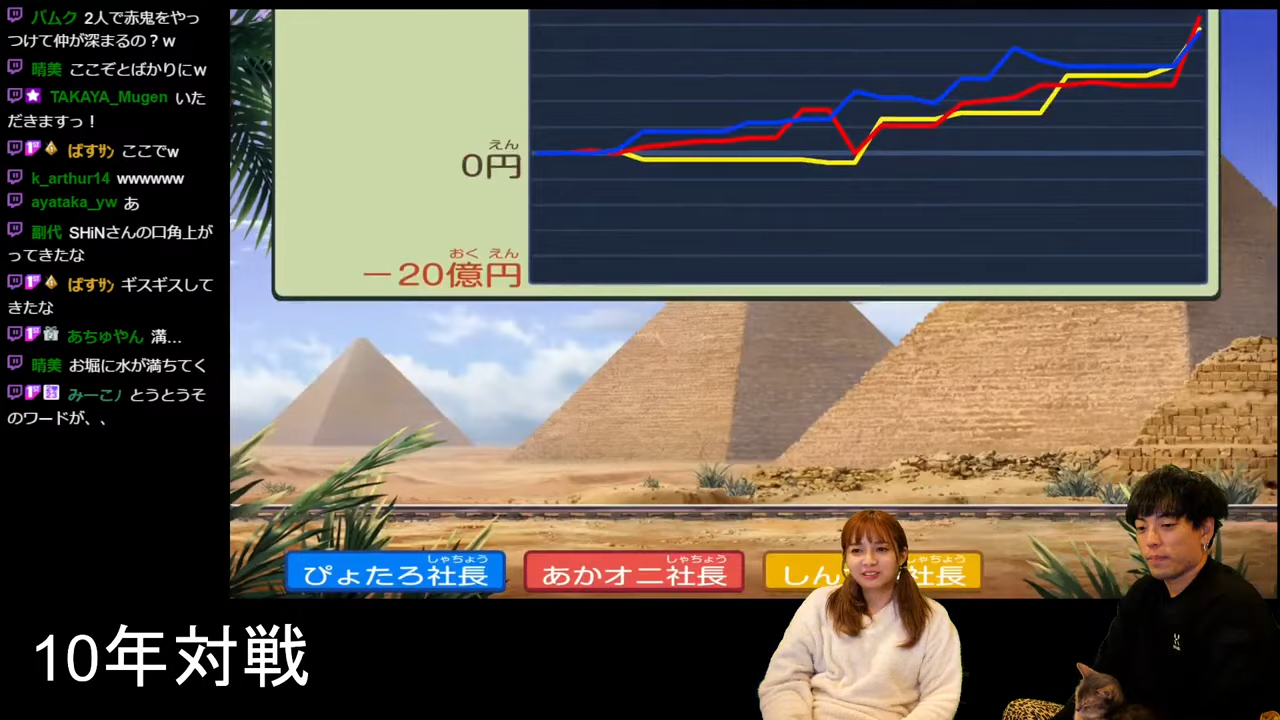 バムク 2人で赤鬼をやっ
つけて仲が深まるの？w
晴美 ここぞとばかりにw
TAKAYA_Mugen いた
だきますっ！
ぱすｻﾝ ここでw
k_arthur14 wwwwww
ayataka_yw あ
副代 SHiNさんの口角上が
ってきたな
ぱすｻﾝ ギスギスして
きたな
あちゅやん 溝…
晴美 お堀に水が満ちてく
みーこﾉ とうとうそ
のワードが、、
えん
0円
おく えん
－20億円
しゃちょう
ぴょたろ社長
しゃちょう
あかオニ社長
しゃちょう
しん 社長
10年対戦